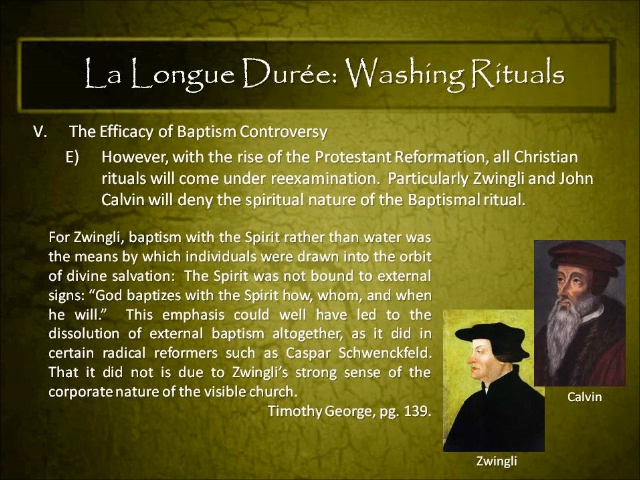 La Longue Durée: Washing Rituals
V. The Efficacy of Baptism Controversy
E) However, with the rise of the Protestant Reformation, all Christian
rituals will come under reexamination. Particularly Zwingli and John
Calvin will deny the spiritual nature of the Baptismal ritual.
For Zwingli, baptism with the Spirit rather than water was
the means by which individuals were drawn into the orbit
of divine salvation: The Spirit was not bound to external
signs: “God baptizes with the Spirit how, whom, and when
he will.” This emphasis could well have led to the
dissolution of external baptism altogether, as it did in
certain radical reformers such as Caspar Schwenckfeld.
That it did not is due to Zwingli’s strong sense of the
corporate nature of the visible church.
Timothy George, pg. 139.
Calvin
Zwingli